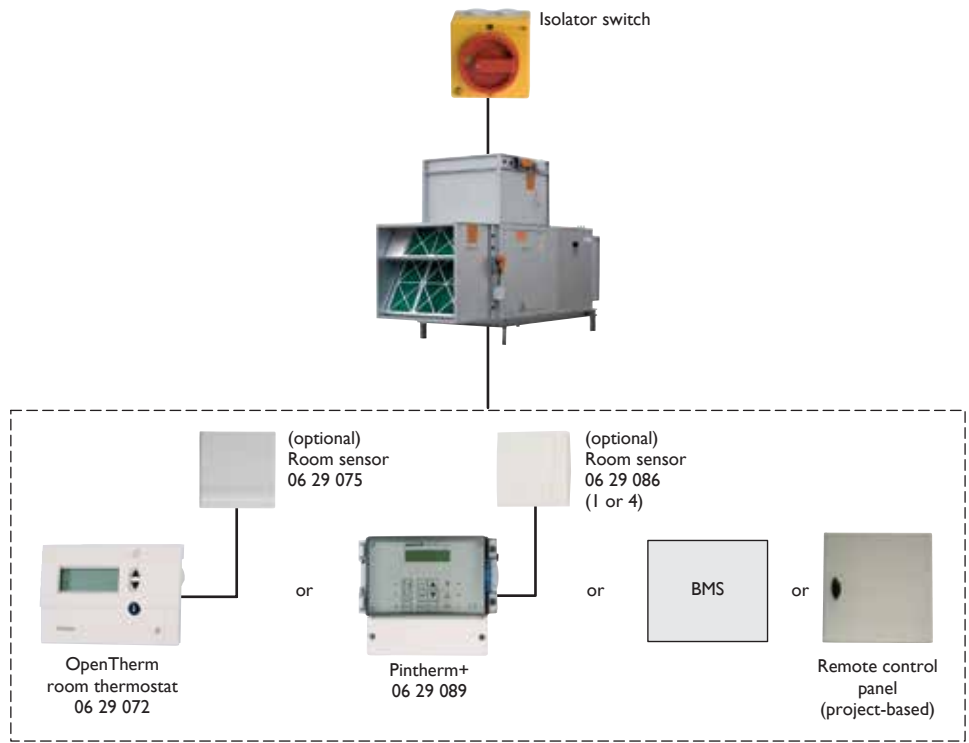 Isolator switch
(optional)
Room sensor
06 29 075
(optional)
Room sensor
06 29 086
(1 or 4)
or
or
BMS
or
OpenTherm
room thermostat
06 29 072
Pintherm+
06 29 089
Remote control
panel
(project-based)